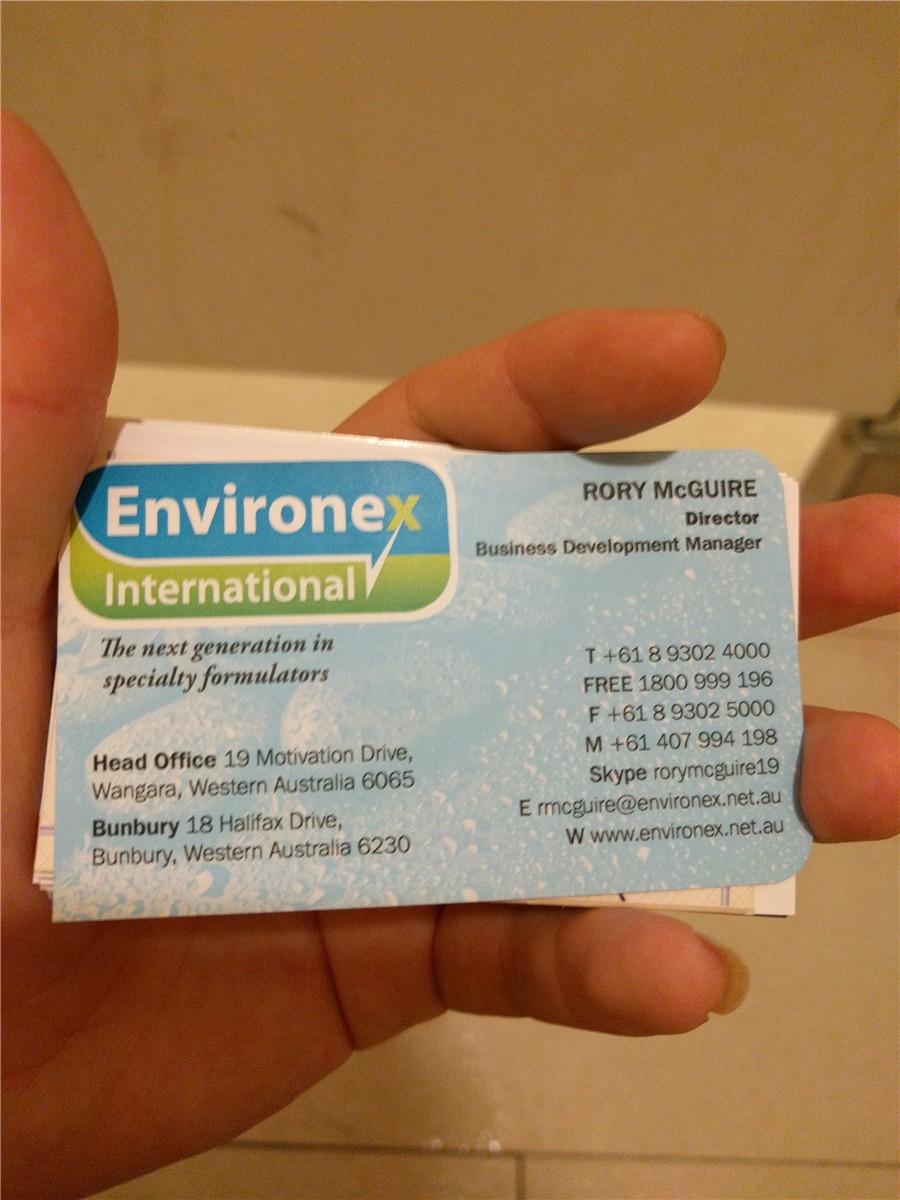 Environex
International
The next generation in
specialty formulators
Head Office 19 Motivation Drive,
Wangara, Western Australia 6065
Bunbury 18 Halifax Drive,
Bunbury, Western Australia 6230
RORY McGUIRE
Director
Business Development Manager
T +61 8 9302 4000
FREE 1800 999 196
F +61 8 9302 5000
M +61 407 994 198
Skype rorymcguire19
E rmcguire@environex.net.au
W www.environex.net.au